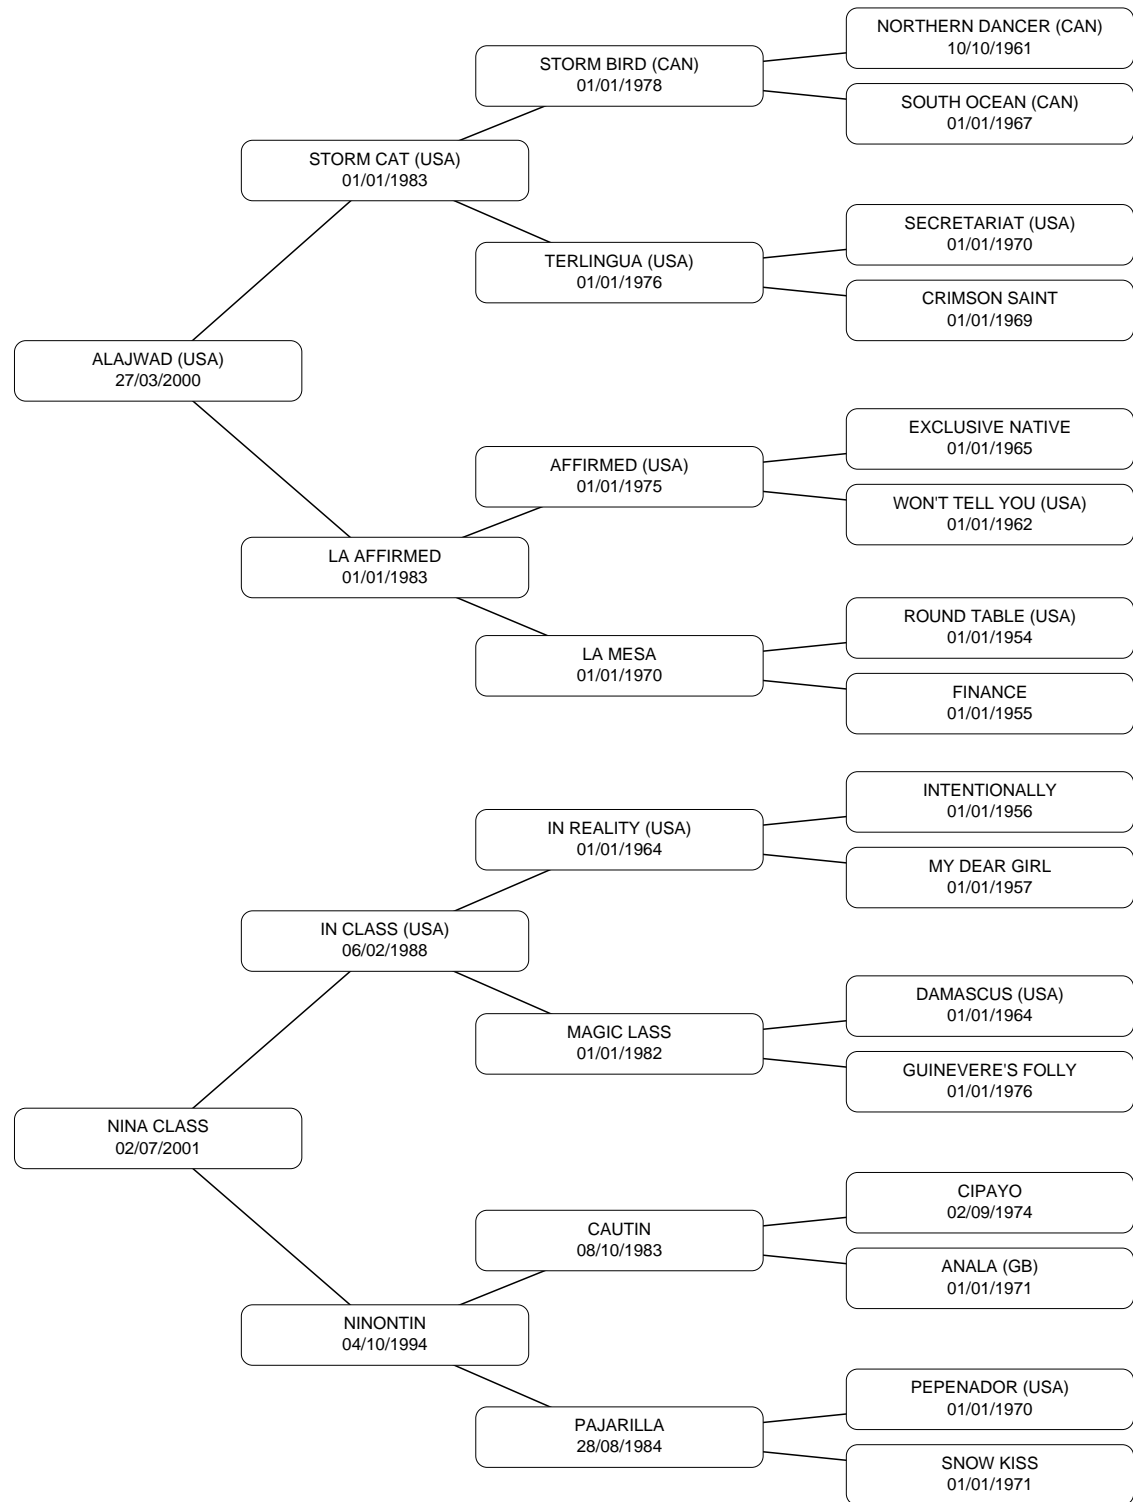 NORTHERN DANCER (CAN)
10/10/1961
STORM BIRD (CAN)
01/01/1978
SOUTH OCEAN (CAN)
01/01/1967
STORM CAT (USA)
01/01/1983
SECRETARIAT (USA)
01/01/1970
TERLINGUA (USA)
01/01/1976
CRIMSON SAINT
01/01/1969
ALAJWAD (USA)
27/03/2000
EXCLUSIVE NATIVE
01/01/1965
AFFIRMED (USA)
01/01/1975
WON'T TELL YOU (USA)
01/01/1962
LA AFFIRMED
01/01/1983
ROUND TABLE (USA)
01/01/1954
LA MESA
01/01/1970
FINANCE
01/01/1955
INTENTIONALLY
01/01/1956
IN REALITY (USA)
01/01/1964
MY DEAR GIRL
01/01/1957
IN CLASS (USA)
06/02/1988
DAMASCUS (USA)
01/01/1964
MAGIC LASS
01/01/1982
GUINEVERE'S FOLLY
01/01/1976
NINA CLASS
02/07/2001
CIPAYO
02/09/1974
CAUTIN
08/10/1983
ANALA (GB)
01/01/1971
NINONTIN
04/10/1994
PEPENADOR (USA)
01/01/1970
PAJARILLA
28/08/1984
SNOW KISS
01/01/1971